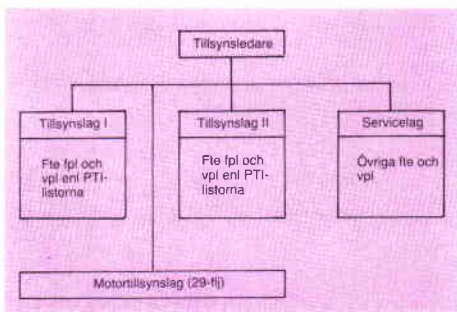 Tillsynsledare
Tillsynslag I
Fte fpl och
vpl enl PTI-
listorna
Tillsynslag II
Fte fpl och
vpl enl PTI-
listorna
Servicelag
Övriga fte och
vpl
Motortillsynslag (29-flj)